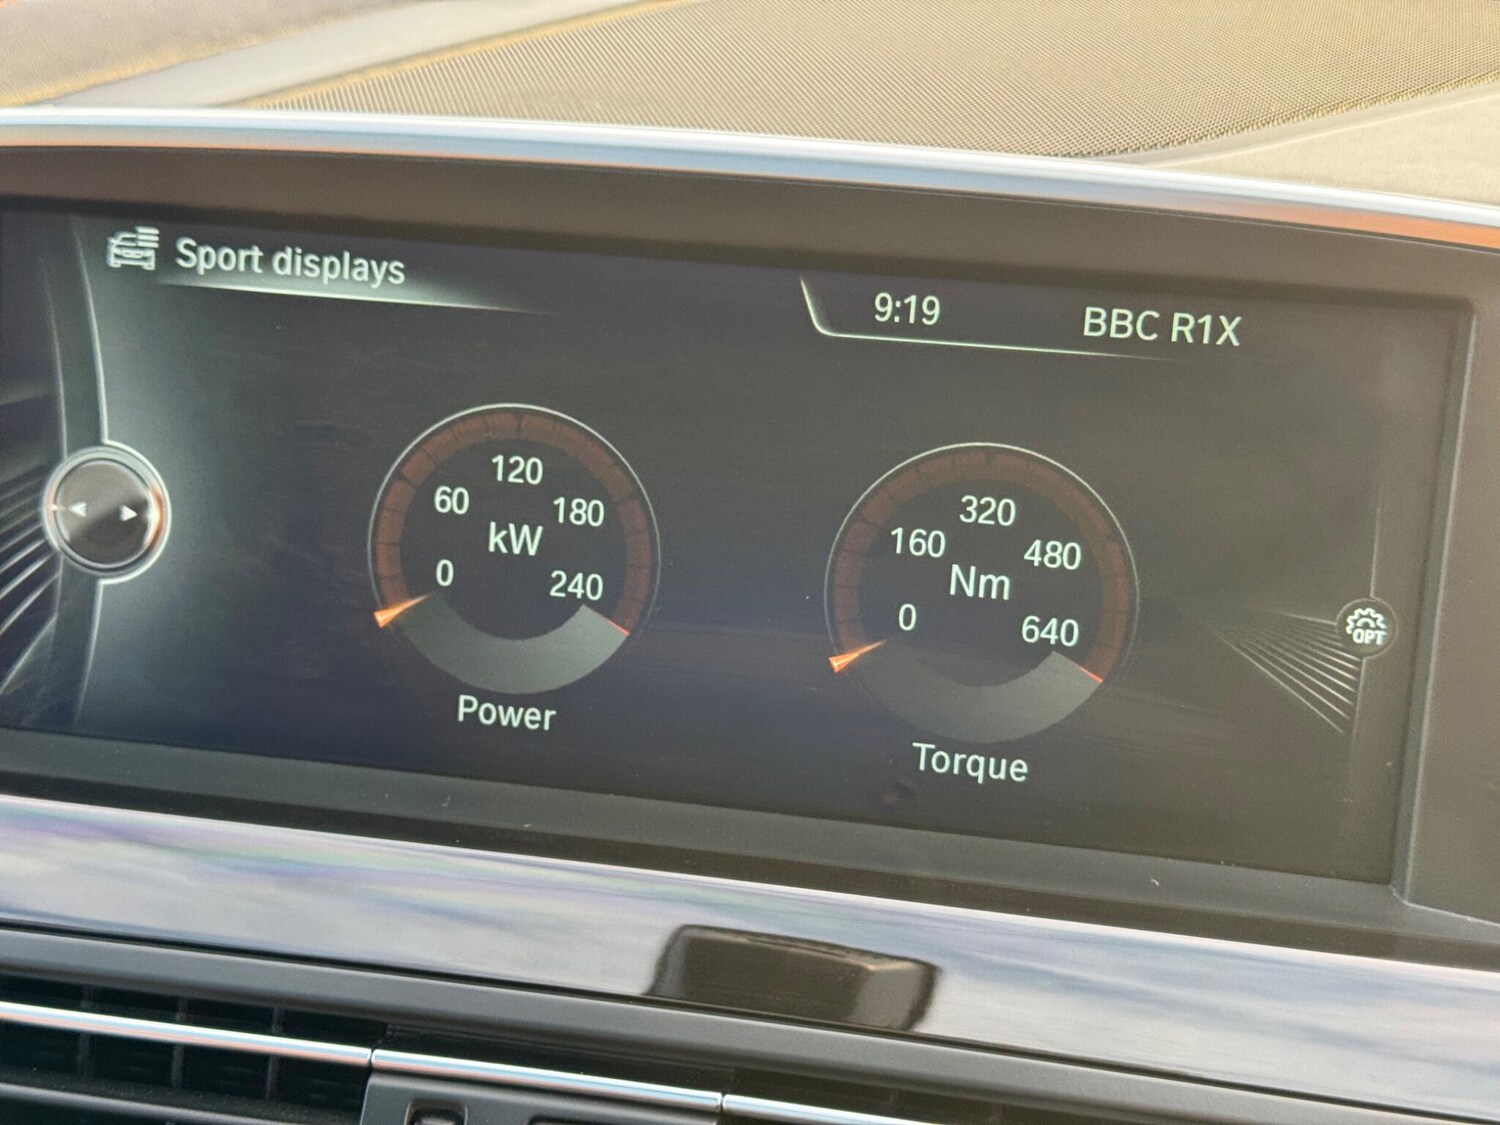 Sport displays
9:19 BBC R1X
120
60 180
kW
0 240
Power
320
160 480
Nm
0 640
Torque
OPT